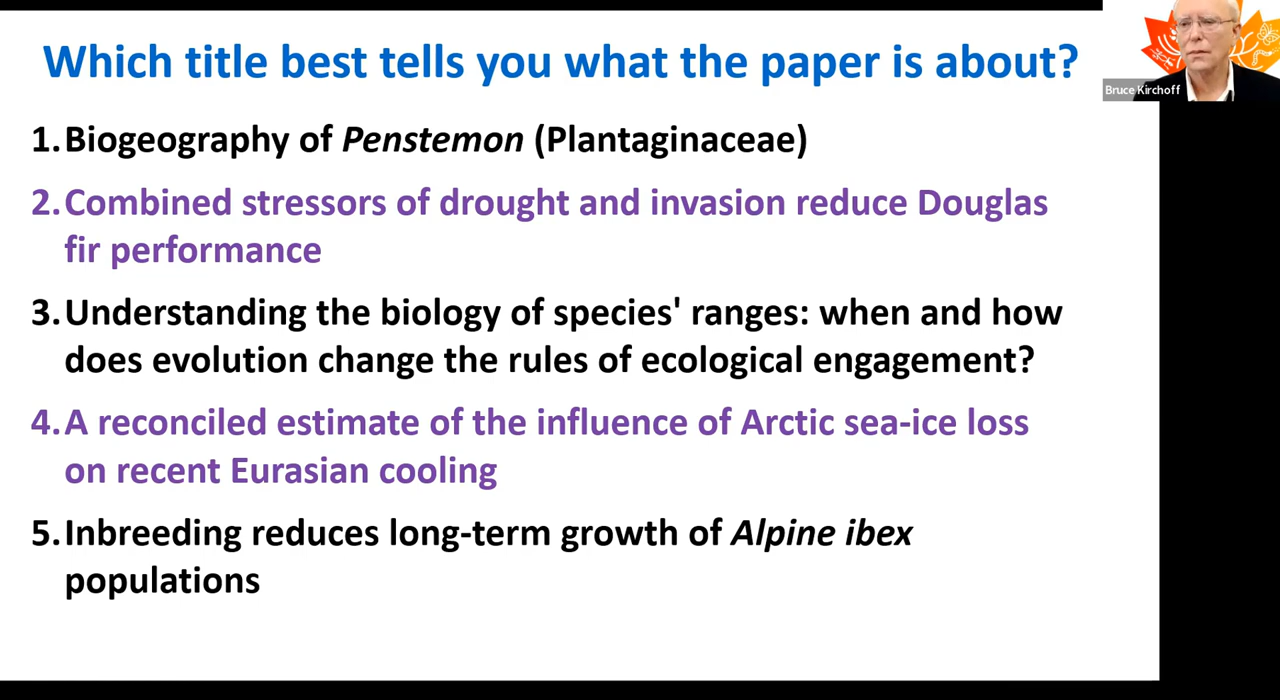 Which title best tells you what the paper is about?
Bruce Kirchoff
1. Biogeography of Penstemon (Plantaginaceae)
2. Combined stressors of drought and invasion reduce Douglas
fir performance
3. Understanding the biology of species' ranges: when and how
does evolution change the rules of ecological engagement?
4. A reconciled estimate of the influence of Arctic sea-ice loss
on recent Eurasian cooling
5. Inbreeding reduces long-term growth of Alpine ibex
populations